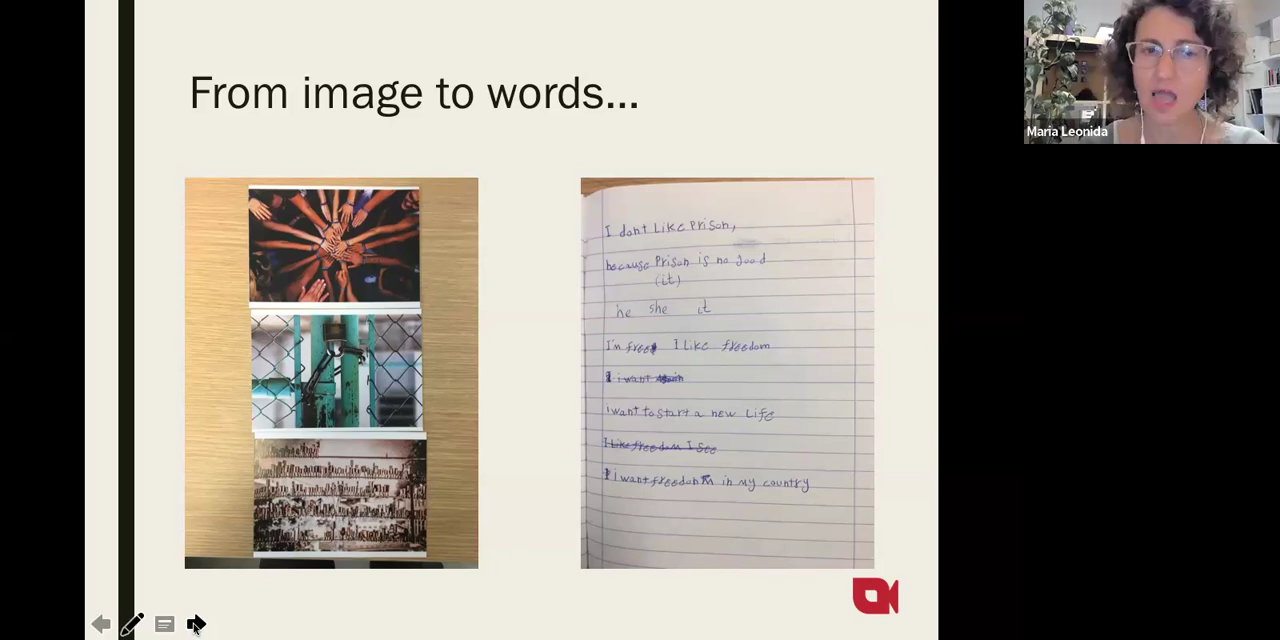 From image to words...
Maria Leonida
I dont Like Prison,
because Prison is no good
(it)
he she it
I'm free I Like freedom
i want
i want to start a new Life
I Like freedom I See
i want freedom in my country